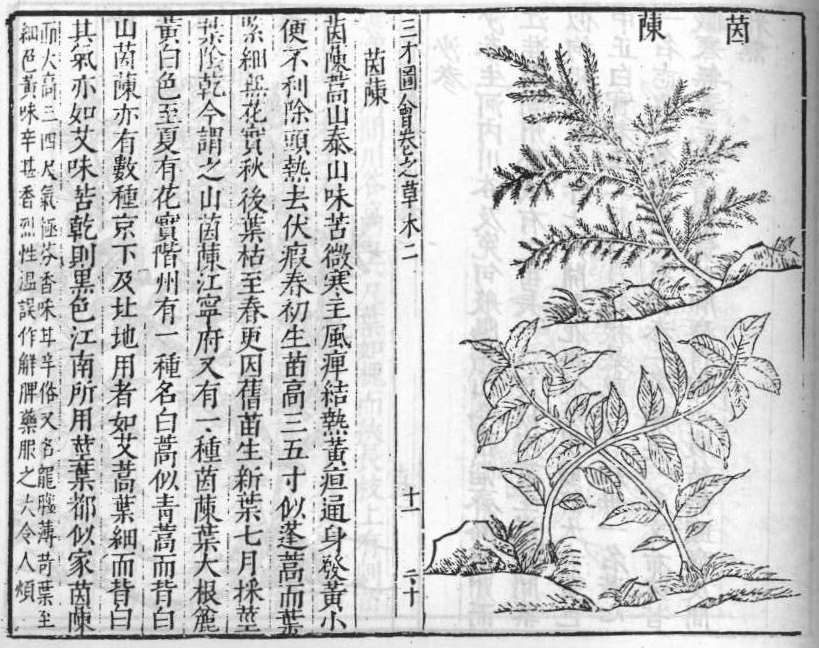 茵蔯
三才圖會卷之草木二 十一 二十
茵蔯
茵蔯蒿山泰山味苦微寒主風痺結熱黃疸通身發黃小
便不利除頭熱去伏瘕春初生苗高三五寸似蓬蒿而葉
緊細無花實秋後葉枯至春更因舊苗生新葉七月採莖
葉陰乾今謂之山茵蔯江寧府又有一種茵蔯葉大根麄
黃白色至夏有花實階州有一種名白蒿似青蒿而背白
山茵蔯亦有數種京下及北地用者如艾蒿葉細而背白
其氣亦如艾味苦乾則黑色江南所用莖葉都似家茵蔯
而大高三四尺氣極芬香味甘辛俗又名龍腦薄苛葉至
細色黃味辛甚香烈性溫誤作解脾藥服之大令人煩